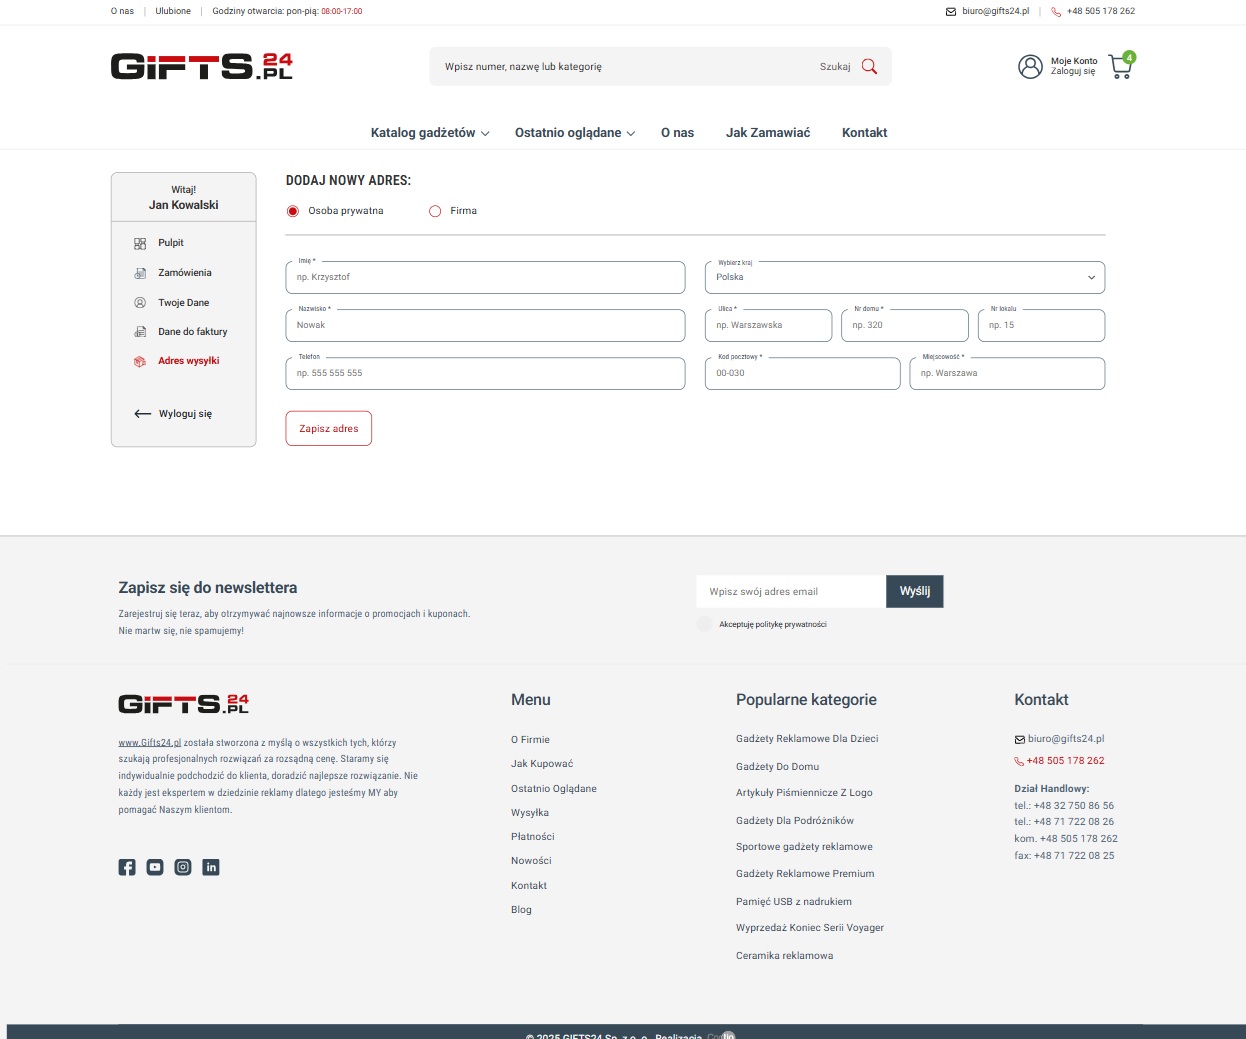 O nas
Ulubione
Godziny otwarcia: pon-pią: 08:00-17:00
biuro@gifts24.pl
+48 505 178 262
GIFTS24.PL
Wpisz numer, nazwę lub kategorię
Szukaj
Moje Konto
Zaloguj się
4
Katalog gadżetów
Ostatnio oglądane
O nas
Jak Zamawiać
Kontakt
Witaj!
Jan Kowalski
Pulpit
Zamówienia
Twoje Dane
Dane do faktury
Adres wysyłki
Wyloguj się
DODAJ NOWY ADRES:
Osoba prywatna
Firma
Imię *
np. Krzysztof
Wybierz kraj
Polska
Nazwisko *
Nowak
Ulica *
np. Warszawska
Nr domu *
np. 320
Nr lokalu
np. 15
Telefon
np. 555 555 555
Kod pocztowy *
00-030
Miejscowość *
np. Warszawa
Zapisz adres
Zapisz się do newslettera
Zarejestruj się teraz, aby otrzymywać najnowsze informacje o promocjach i kuponach.
Nie martw się, nie spamujemy!
Wpisz swój adres email
Wyślij
Akceptuję politykę prywatności
GIFTS24.PL
www.Gifts24.pl została stworzona z myślą o wszystkich tych, którzy
szukają profesjonalnych rozwiązań za rozsądną cenę. Staramy się
indywidualnie podchodzić do klienta, doradzić najlepsze rozwiązanie. Nie
każdy jest ekspertem w dziedzinie reklamy dlatego jesteśmy MY aby
pomagać Naszym klientom.
Menu
O Firmie
Jak Kupować
Ostatnio Oglądane
Wysyłka
Płatności
Nowości
Kontakt
Blog
Popularne kategorie
Gadżety Reklamowe Dla Dzieci
Gadżety Do Domu
Artykuły Piśmiennicze Z Logo
Gadżety Dla Podróżników
Sportowe gadżety reklamowe
Gadżety Reklamowe Premium
Pamięć USB z nadrukiem
Wyprzedaż Koniec Serii Voyager
Ceramika reklamowa
Kontakt
biuro@gifts24.pl
+48 505 178 262
Dział Handlowy:
tel.: +48 32 750 86 56
tel.: +48 71 722 08 26
kom. +48 505 178 262
fax: +48 71 722 08 25
© 2025 GIFTS24 Sp. z o. o. Realizacja